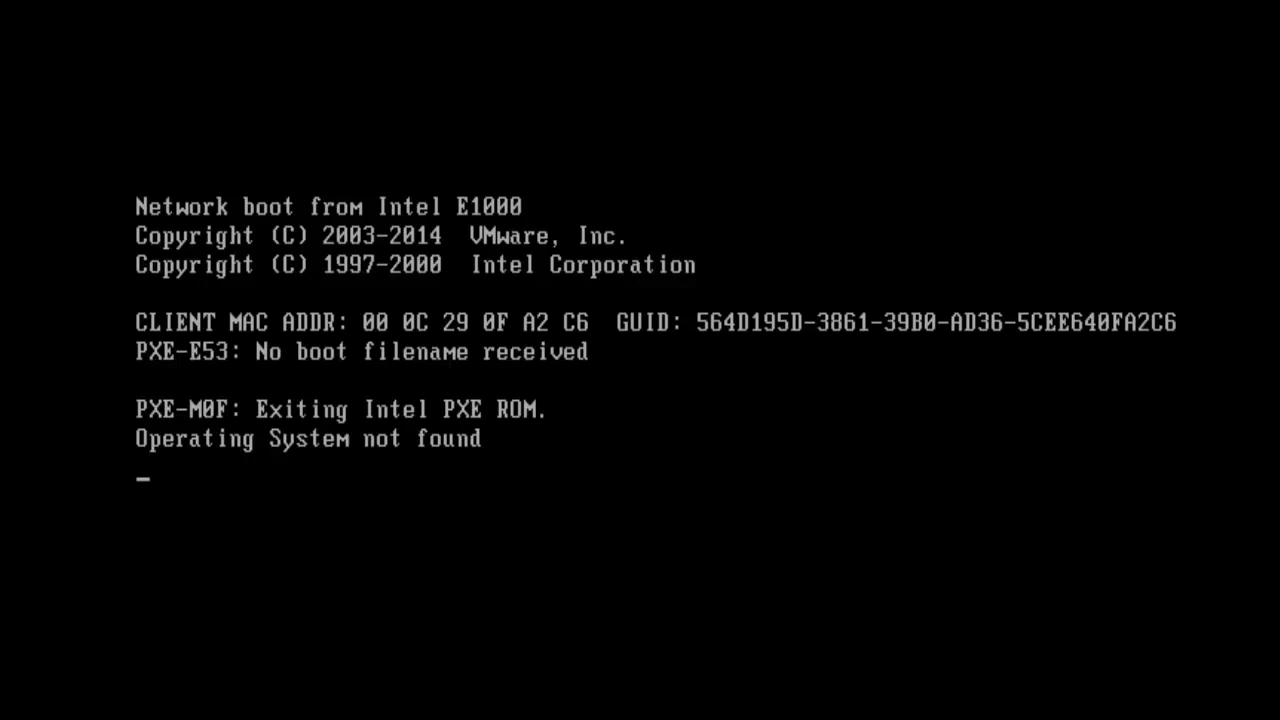 Network boot from Intel E1000
Copyright (C) 2003-2014  VMware, Inc.
Copyright (C) 1997-2000  Intel Corporation
CLIENT MAC ADDR: 00 0C 29 0F A2 C6  GUID: 564D195D-3861-39B0-AD36-5CEE640FA2C6
PXE-E53: No boot filename received
PXE-M0F: Exiting Intel PXE ROM.
Operating System not found
_